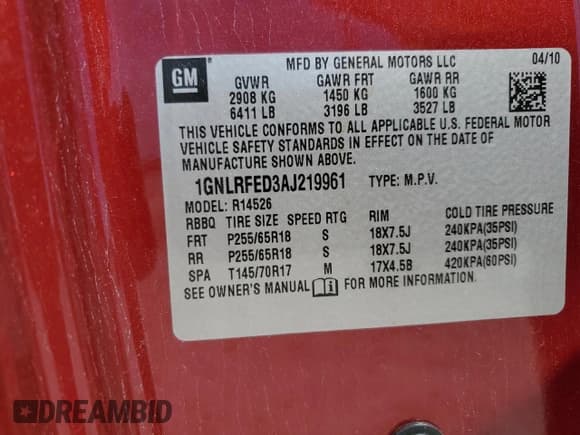 GM
MFD BY GENERAL MOTORS LLC 04/10
GVWR GAWR FRT GAWR RR
2908 KG 1450 KG 1600 KG
6411 LB 3196 LB 3527 LB
THIS VEHICLE CONFORMS TO ALL APPLICABLE U.S. FEDERAL MOTOR
VEHICLE SAFETY STANDARDS IN EFFECT ON THE DATE OF
MANUFACTURE SHOWN ABOVE.
1GNLRFED3AJ219961 TYPE: M.P.V.
MODEL: R14526
RBBQ TIRE SIZE SPEED RTG RIM COLD TIRE PRESSURE
FRT P255/65R18 S 18X7.5J 240KPA(35PSI)
RR P255/65R18 S 18X7.5J 240KPA(35PSI)
SPA T145/70R17 M 17X4.5B 420KPA(60PSI)
SEE OWNER'S MANUAL i FOR MORE INFORMATION.
DREAMBID